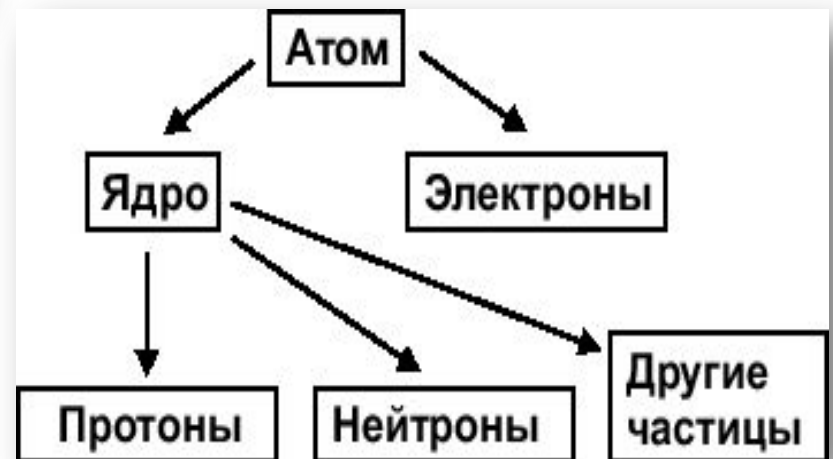 Атом
Ядро
Электроны
Протоны
Нейтроны
Другие
частицы